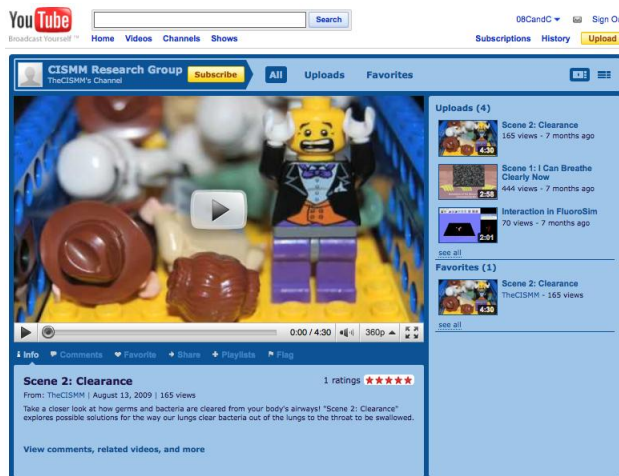 You Tube
Broadcast Yourself ™
Search
08CandC
Home Videos Channels Shows
Subscriptions History Upload
CISMM Research Group
TheCISMM's Channel
Subscribe
All Uploads Favorites
Uploads (4)
Scene 2: Clearance
165 views - 7 months ago
4:30
Scene 1: I Can Breathe
Clearly Now
444 views - 7 months ago
2:58
Interaction in FluoroSim
70 views - 7 months ago
2:01
see all
Favorites (1)
Scene 2: Clearance
TheCISMM - 165 views
4:30
see all
0:00 / 4:30 360p
Info Comments Favorite Share Playlists Flag
Scene 2: Clearance
1 ratings
From: TheCISMM | August 13, 2009 | 165 views
Take a closer look at how germs and bacteria are cleared from your body's airways! "Scene 2: Clearance"
explores possible solutions for the way our lungs clear bacteria out of the lungs to the throat to be swallowed.
View comments, related videos, and more